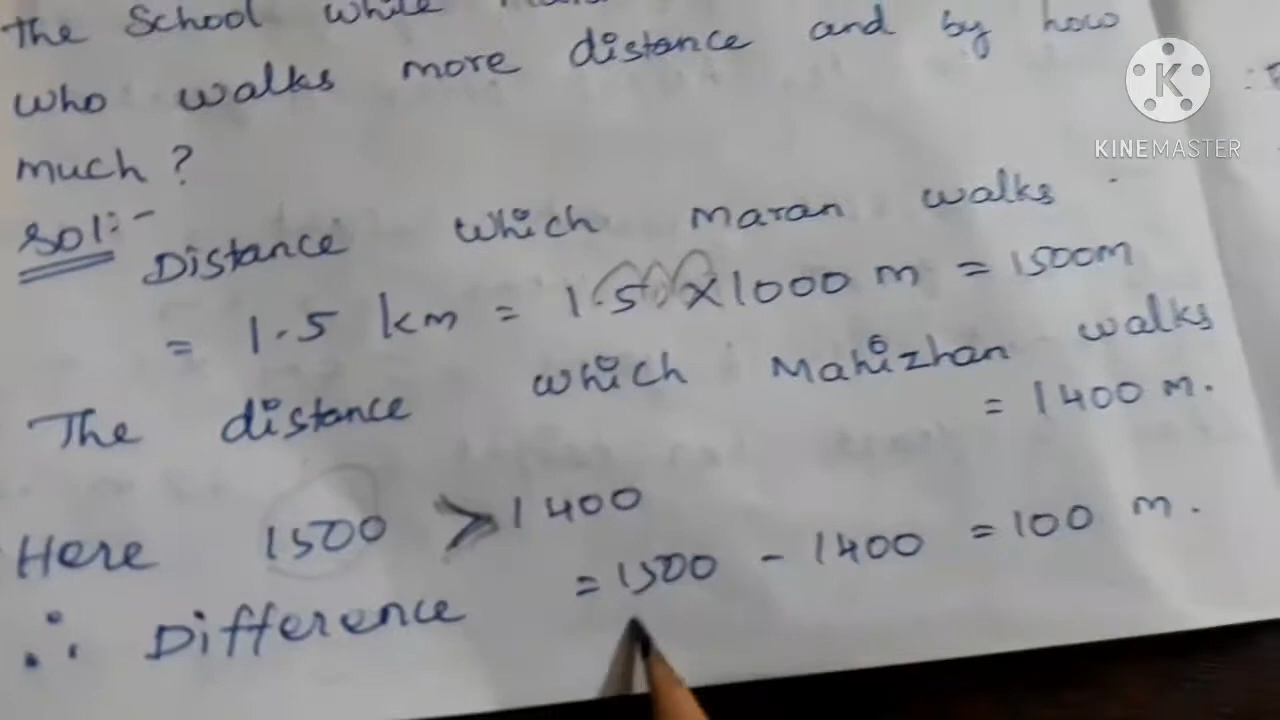 The School while
who walks more distance and by how
much?
Sol:-
Distance which Maran walks
= 1.5 km = 1.5 × 1000 m = 1500m
The distance which Mahizhan walks
= 1400 m.
Here 1500 > 1400
∴ Difference = 1500 - 1400 = 100 m.
K
KINEMASTER